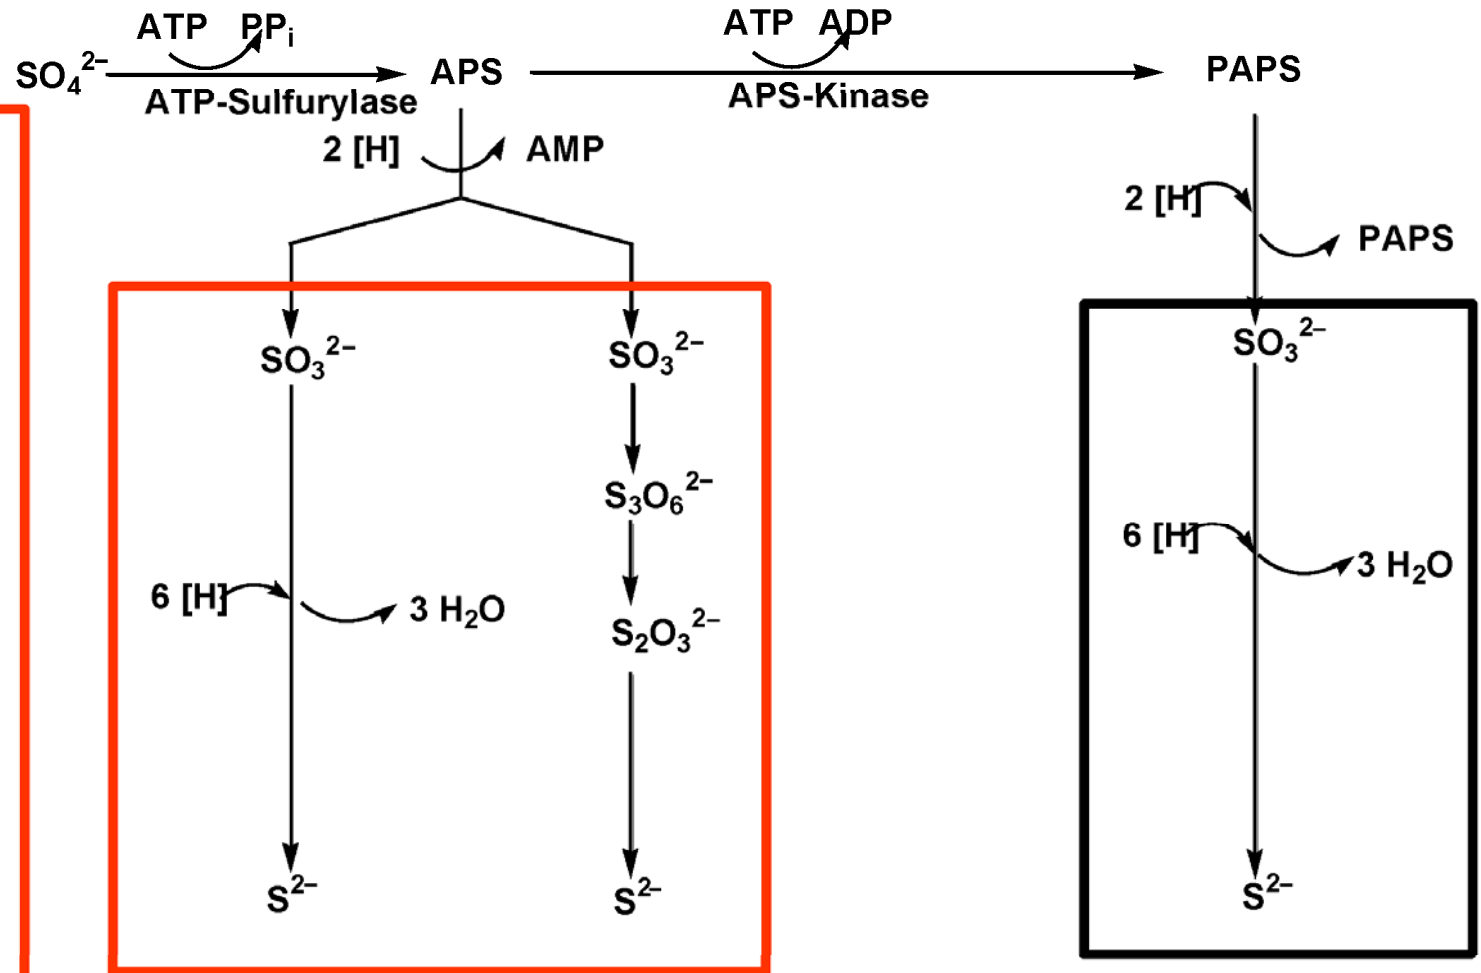 ATP PPi ATP ADP
SO4 2– APS PAPS
ATP-Sulfurylase APS-Kinase
2 [H] AMP
2 [H]
PAPS
SO3 2– SO3 2– SO3 2–
S3O6 2–
6 [H] 3 H2O
6 [H] 3 H2O
S2O3 2–
S2– S2– S2–